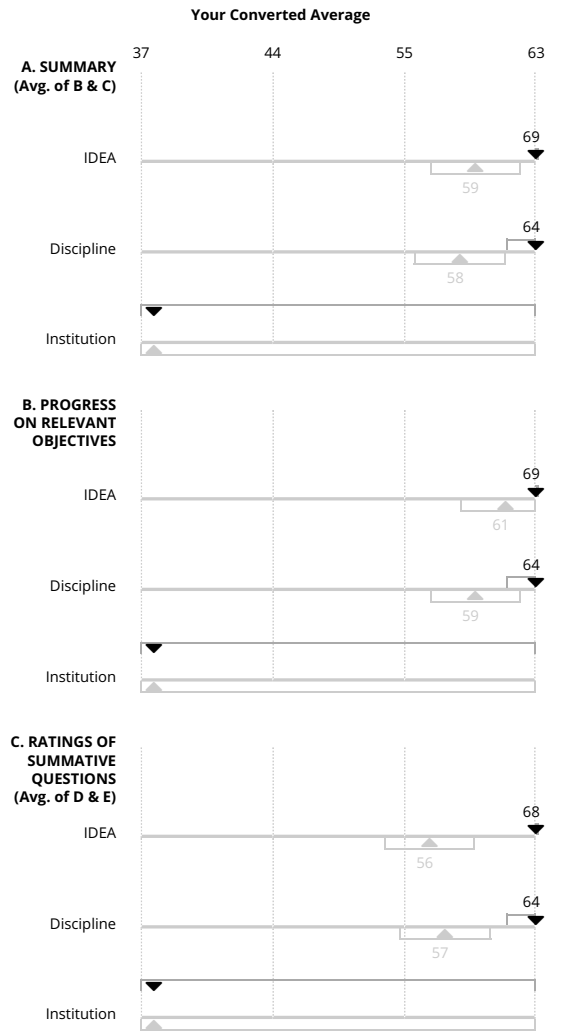 Your Converted Average
37 44 55 63
A. SUMMARY
(Avg. of B & C)
69
IDEA
59
64
Discipline
58
Institution
B. PROGRESS
ON RELEVANT
OBJECTIVES
69
IDEA
61
64
Discipline
59
Institution
C. RATINGS OF
SUMMATIVE
QUESTIONS
(Avg. of D & E)
68
IDEA
56
64
Discipline
57
Institution